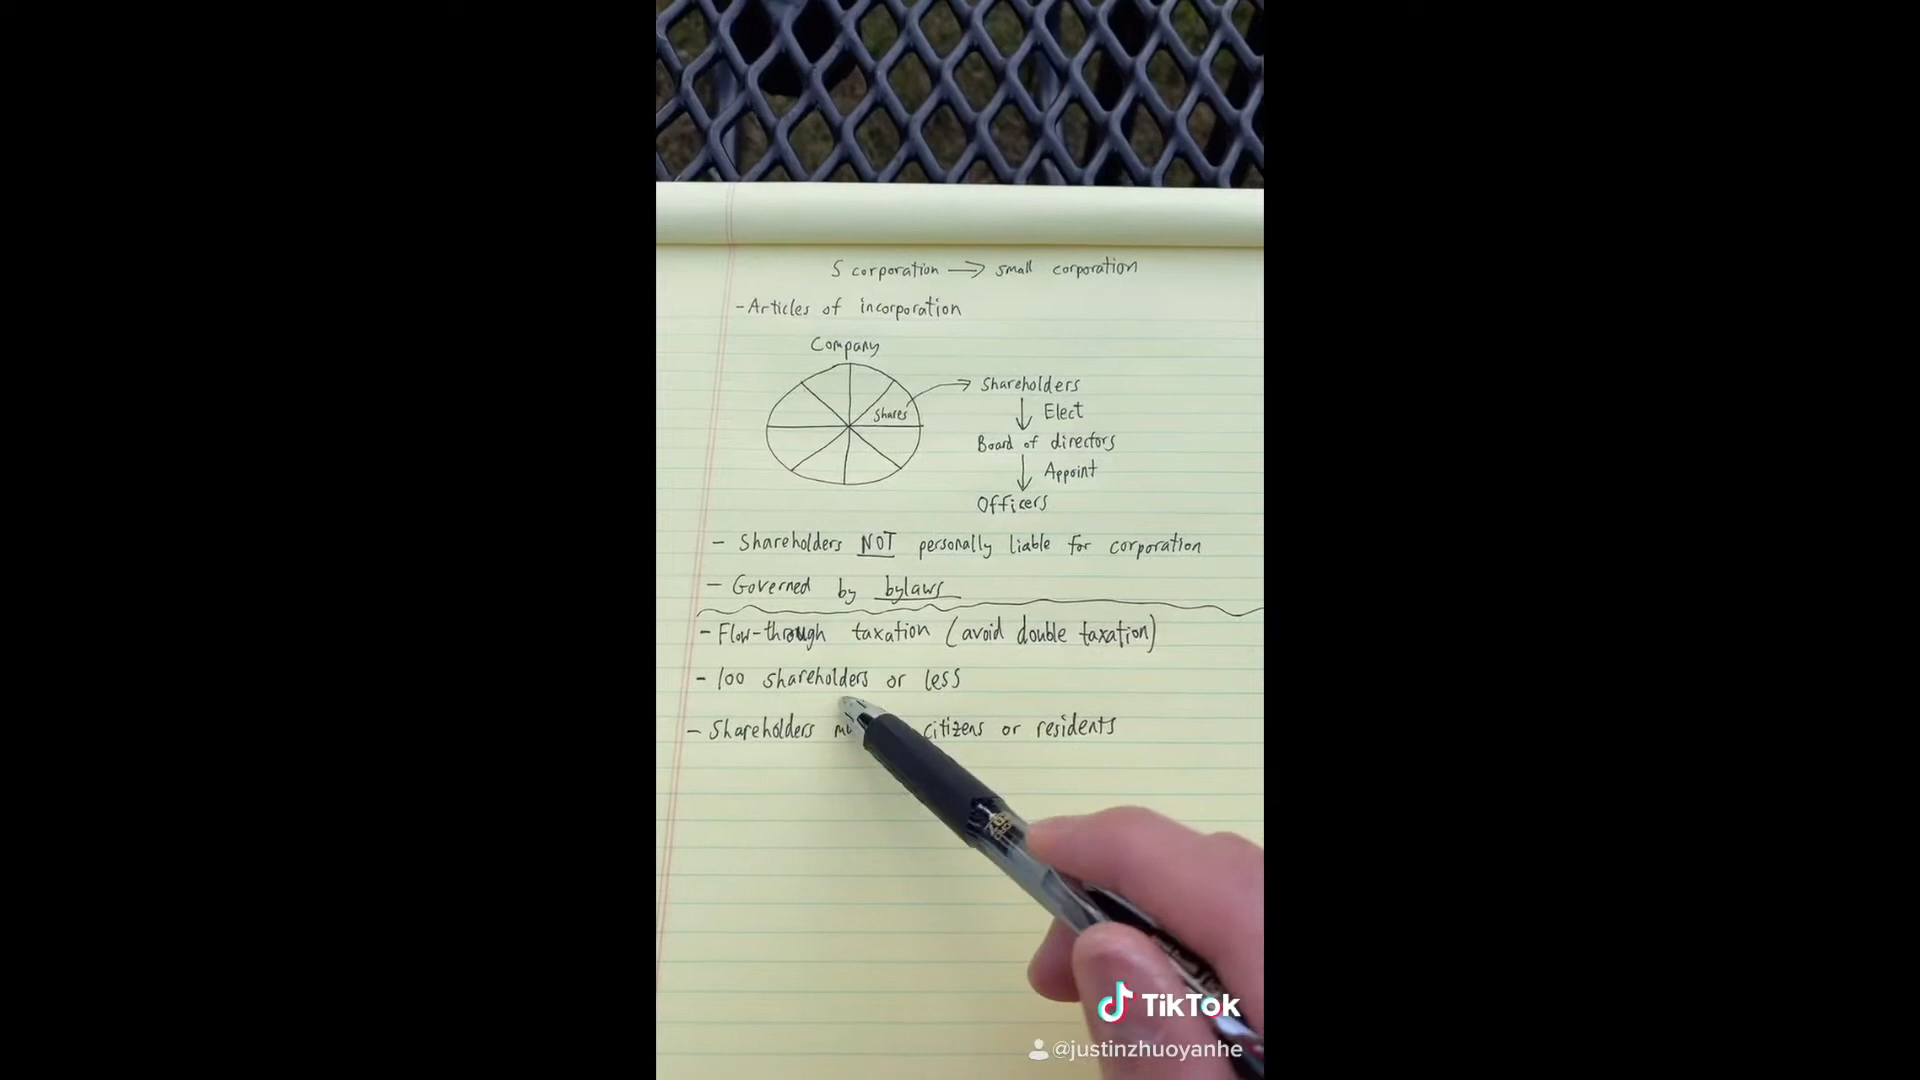 S corporation → small corporation
- Articles of incorporation
Company
Shares
Shareholders
Elect
Board of directors
Appoint
Officers
- Shareholders NOT personally liable for corporation
- Governed by bylaws
- Flow-through taxation (avoid double taxation)
- 100 shareholders or less
- Shareholders citizens or residents
TikTok
@justinzhuoyanhe